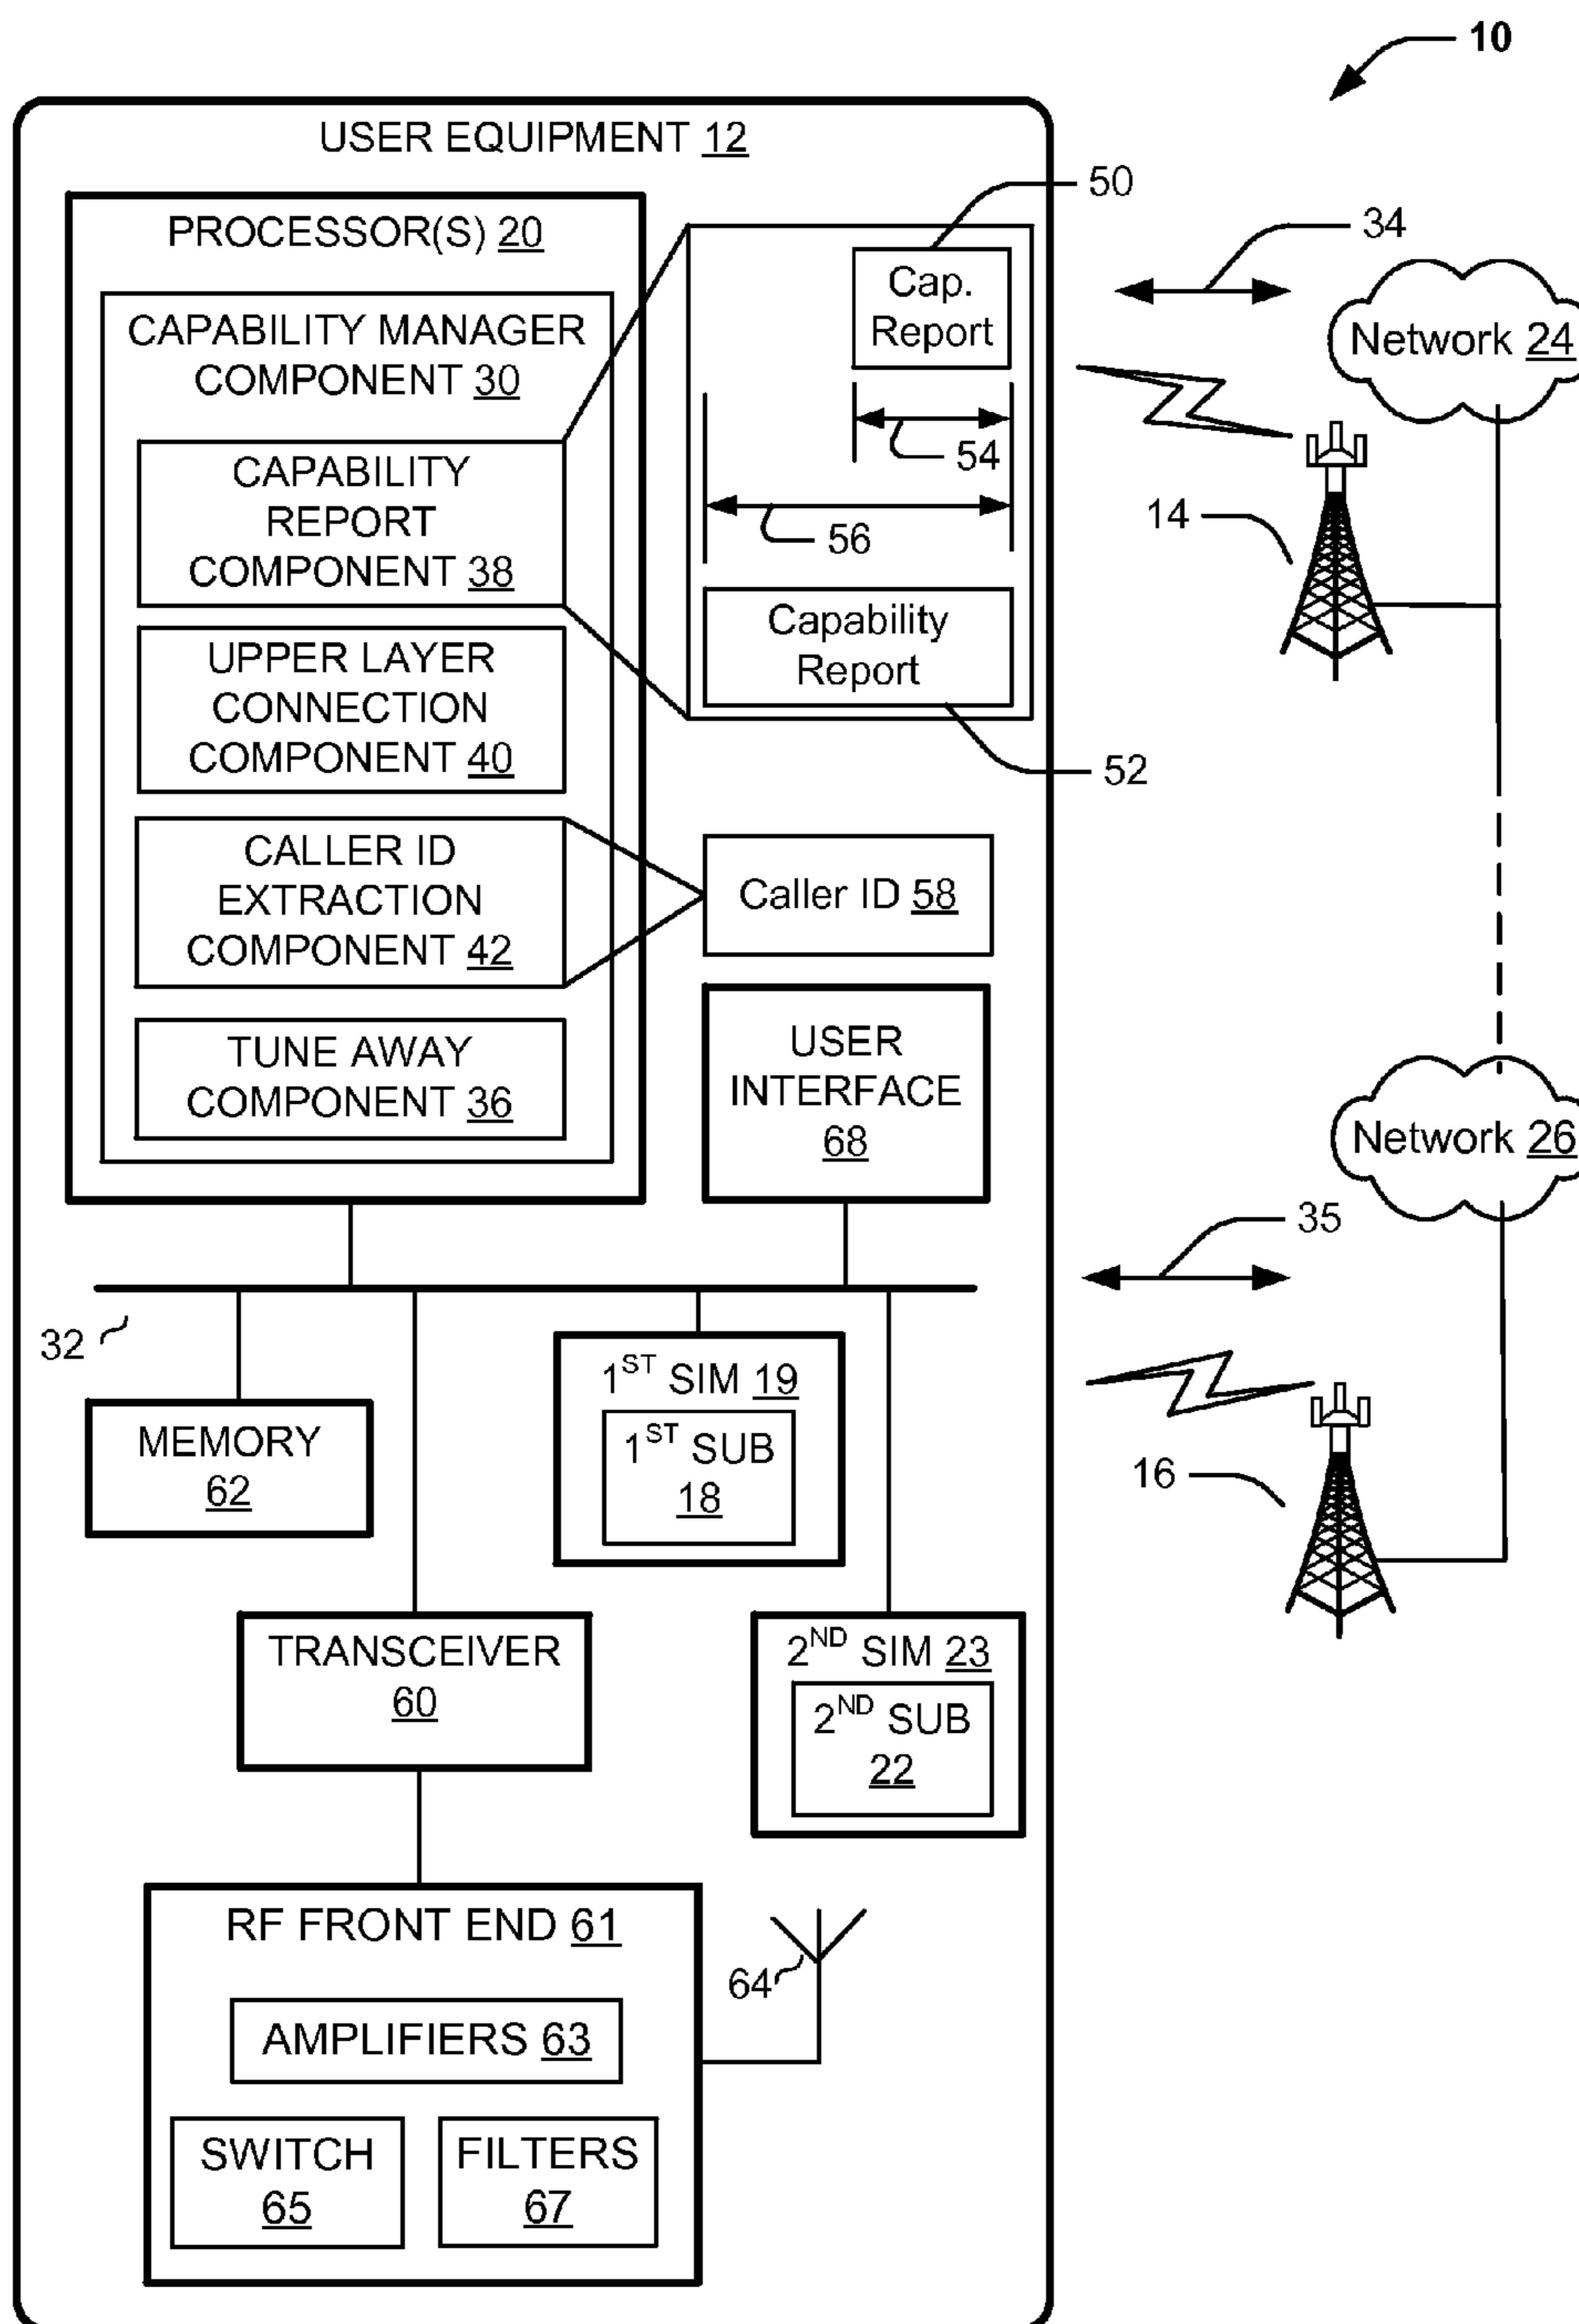 10
USER EQUIPMENT 12
PROCESSOR(S) 20
CAPABILITY MANAGER
COMPONENT 30
CAPABILITY
REPORT
COMPONENT 38
UPPER LAYER
CONNECTION
COMPONENT 40
CALLER ID
EXTRACTION
COMPONENT 42
TUNE AWAY
COMPONENT 36
50
Cap.
Report
54
56
Capability
Report
52
Caller ID 58
USER
INTERFACE
68
34
Network 24
14
Network 26
35
16
32
MEMORY
62
1ST SIM 19
1ST SUB
18
TRANSCEIVER
60
2ND SIM 23
2ND SUB
22
RF FRONT END 61
64
AMPLIFIERS 63
SWITCH
65
FILTERS
67